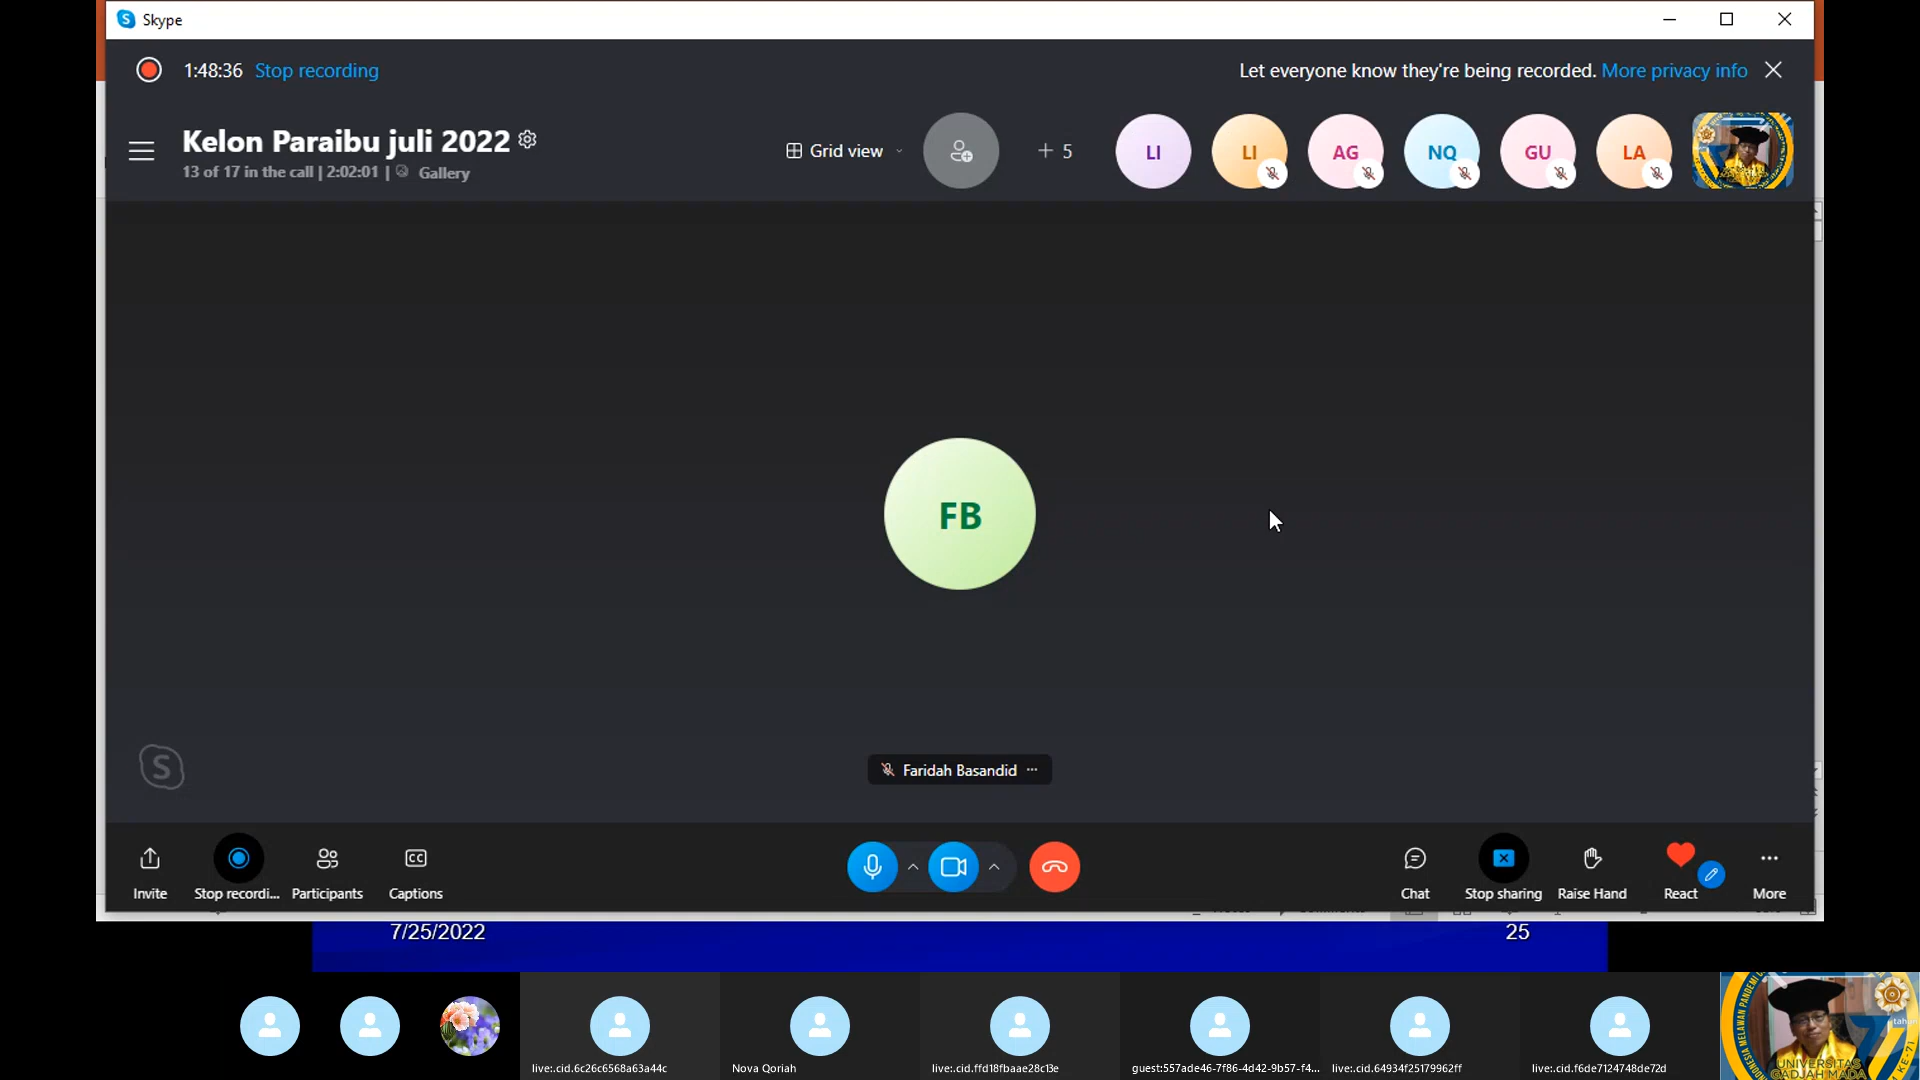 Skype
1:48:36 Stop recording
Let everyone know they're being recorded. More privacy info
Kelon Paraibu juli 2022
13 of 17 in the call | 2:02:01 | Gallery
Grid view
+ 5
LI
LI
AG
NQ
GU
LA
FB
Faridah Basandid ...
Invite
Stop recordi...
Participants
Captions
Chat
Stop sharing
Raise Hand
React
More
7/25/2022
25
live:.cid.6c26c6568a63a44c
Nova Qoriah
live:.cid.ffd18fbaae28c13e
guest:557ade46-7f86-4d42-9b57-f4...
live:.cid.64934f25179962ff
live:.cid.f6de7124748de72d
UNIVERSITAS
GADJAH MADA